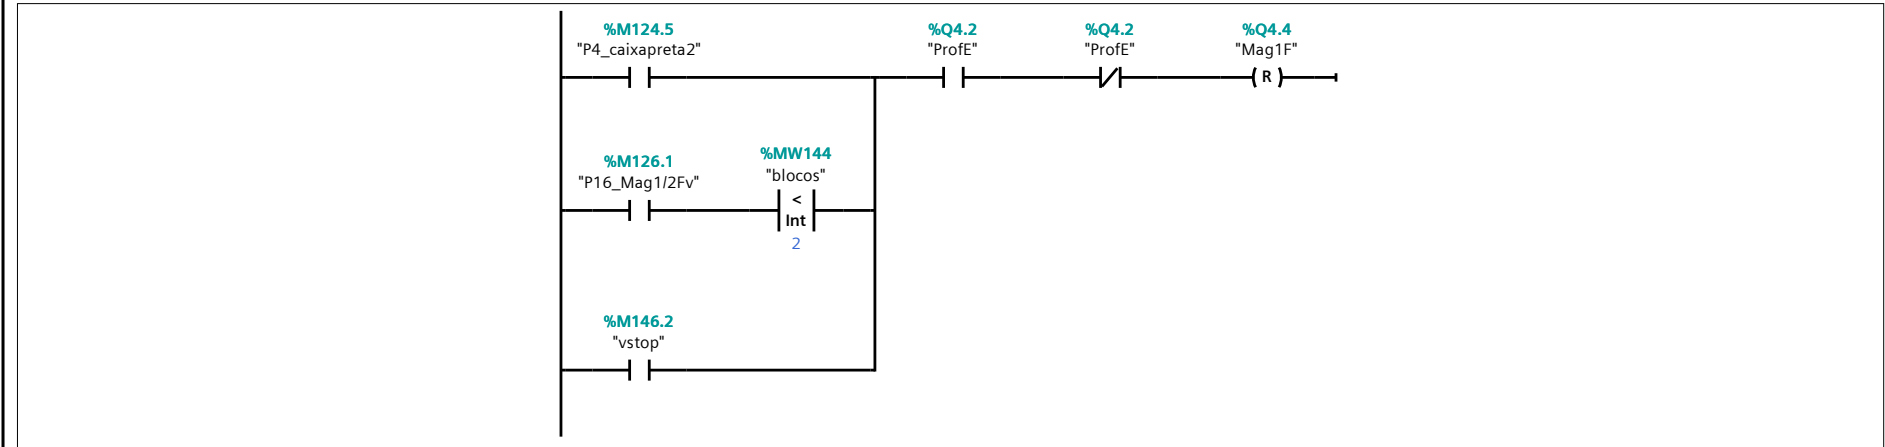 %M124.5
"P4_caixapreta2"
%Q4.2
"ProfE"
%Q4.2
"ProfE"
%Q4.4
"Mag1F"
R
%M126.1
"P16_Mag1/2Fv"
%MW144
"blocos"
<
Int
2
%M146.2
"vstop"